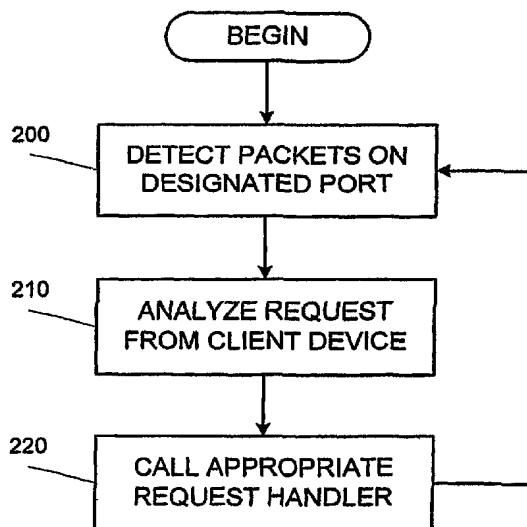 BEGIN
200
DETECT PACKETS ON
DESIGNATED PORT
210
ANALYZE REQUEST
FROM CLIENT DEVICE
220
CALL APPROPRIATE
REQUEST HANDLER